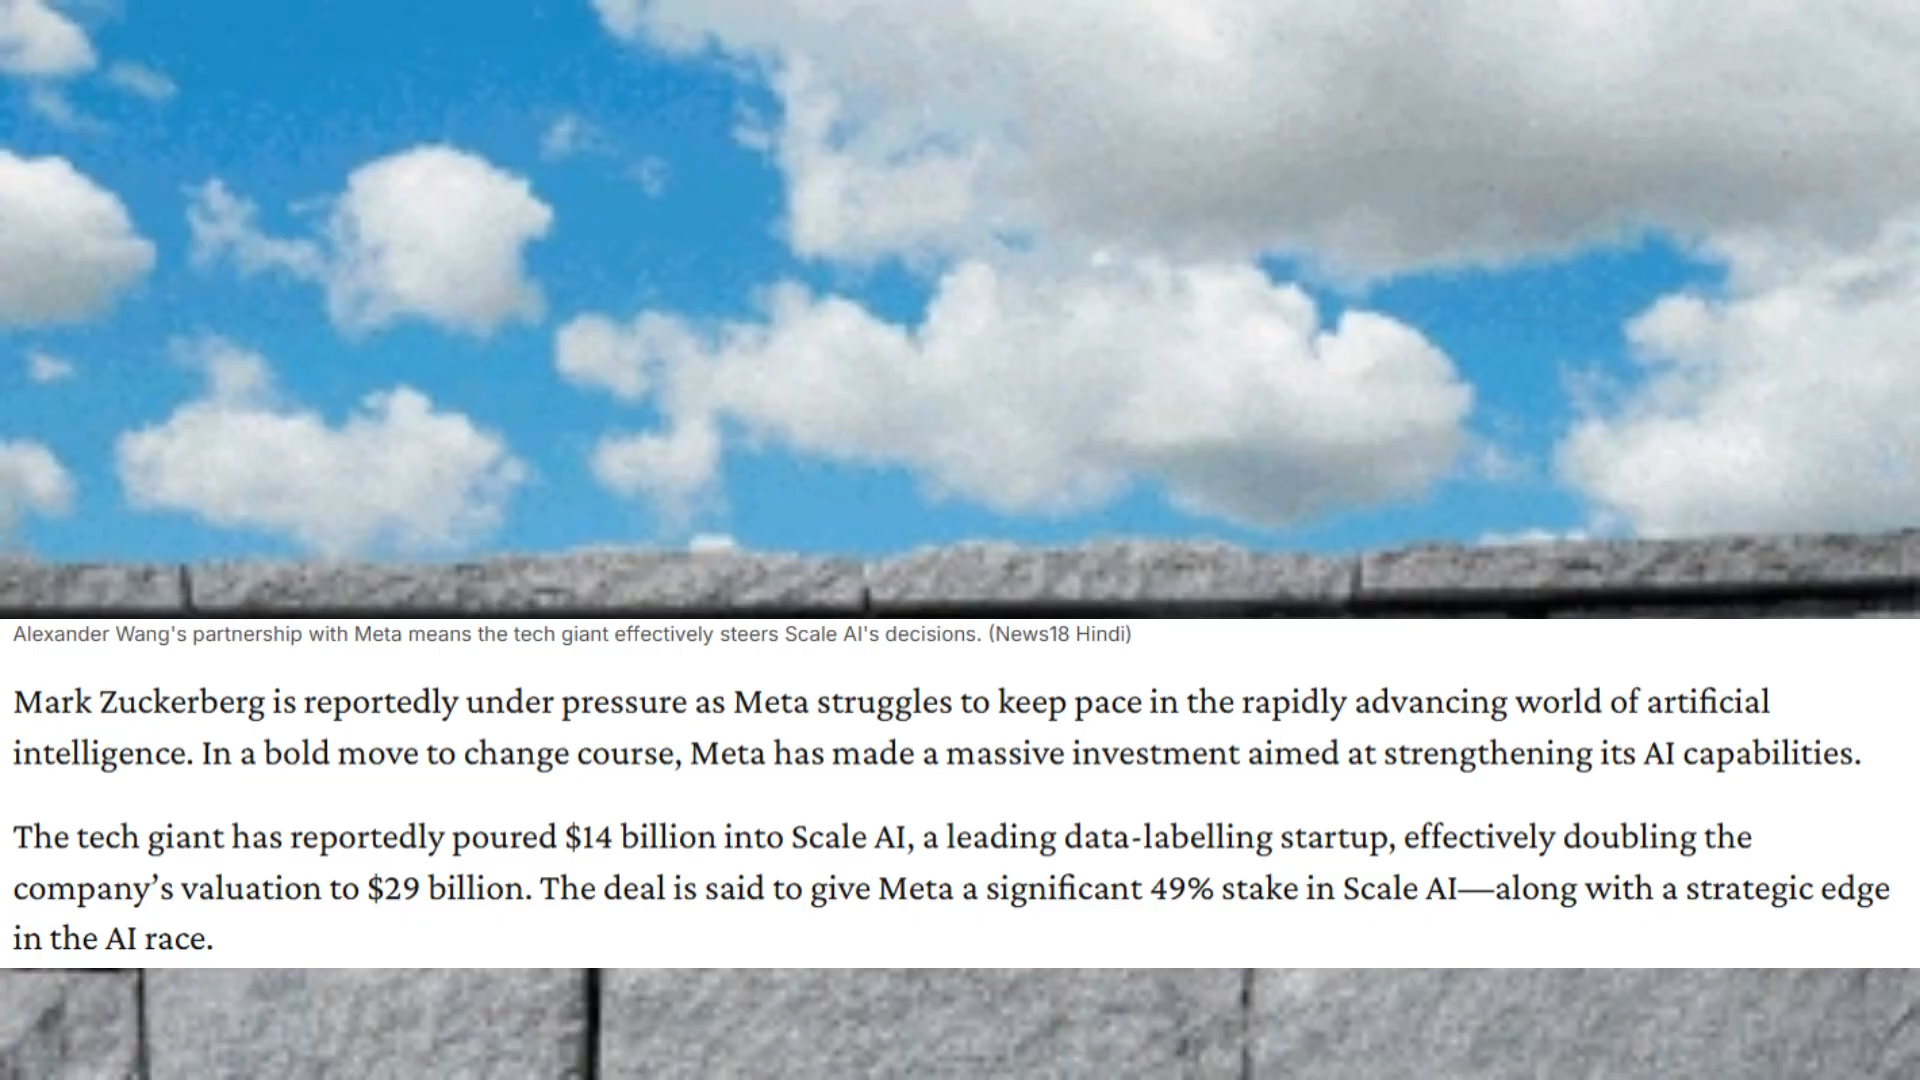 Alexander Wang's partnership with Meta means the tech giant effectively steers Scale AI's decisions. (News18 Hindi)
Mark Zuckerberg is reportedly under pressure as Meta struggles to keep pace in the rapidly advancing world of artificial
intelligence. In a bold move to change course, Meta has made a massive investment aimed at strengthening its AI capabilities.
The tech giant has reportedly poured $14 billion into Scale AI, a leading data-labelling startup, effectively doubling the
company’s valuation to $29 billion. The deal is said to give Meta a significant 49% stake in Scale AI—along with a strategic edge
in the AI race.